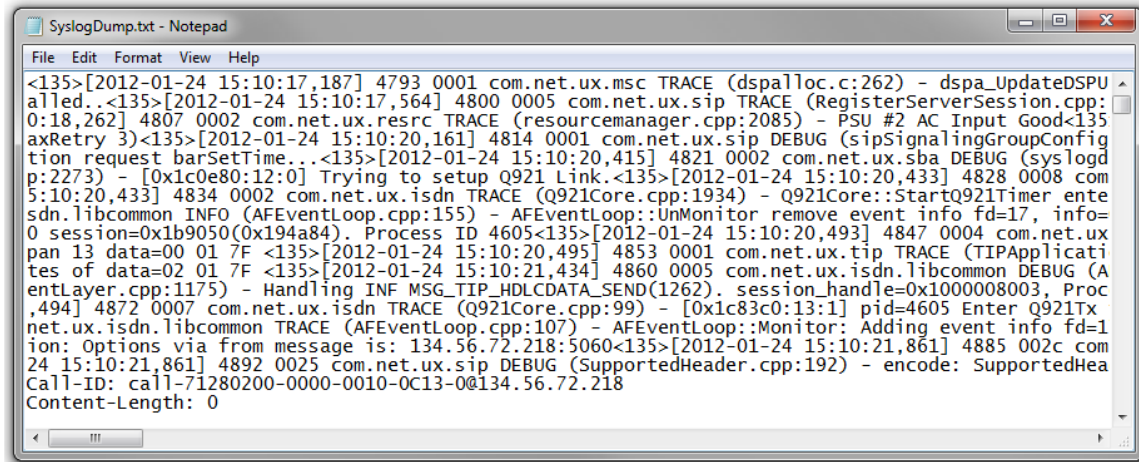 SyslogDump.txt - Notepad
File Edit Format View Help
<135>[2012-01-24 15:10:17,187] 4793 0001 com.net.ux.msc TRACE (dspalloc.c:262) - dspa_UpdateDSPU
alled..<135>[2012-01-24 15:10:17,564] 4800 0005 com.net.ux.sip TRACE (RegisterServerSession.cpp:
0:18,262] 4807 0002 com.net.ux.resrc TRACE (resourcemanager.cpp:2085) - PSU #2 AC Input Good<135
axRetry 3)<135>[2012-01-24 15:10:20,161] 4814 0001 com.net.ux.sip DEBUG (sipSignalingGroupConfig
tion request barSetTime...<135>[2012-01-24 15:10:20,415] 4821 0002 com.net.ux.sba DEBUG (syslogd
p:2273) - [0x1c0e80:12:0] Trying to setup Q921 Link.<135>[2012-01-24 15:10:20,433] 4828 0008 com
5:10:20,433] 4834 0002 com.net.ux.isdn TRACE (Q921Core.cpp:1934) - Q921Core::StartQ921Timer ente
sdn.libcommon INFO (AFEventLoop.cpp:155) - AFEventLoop::UnMonitor remove event info fd=17, info=
0 session=0x1b9050(0x194a84). Process ID 4605<135>[2012-01-24 15:10:20,493] 4847 0004 com.net.ux
pan 13 data=00 01 7F <135>[2012-01-24 15:10:20,495] 4853 0001 com.net.ux.tip TRACE (TIPApplicati
tes of data=02 01 7F <135>[2012-01-24 15:10:21,434] 4860 0005 com.net.ux.isdn.libcommon DEBUG (A
entLayer.cpp:1175) - Handling INF MSG_TIP_HDLCDATA_SEND(1262). session_handle=0x1000008003, Proc
,494] 4872 0007 com.net.ux.isdn TRACE (Q921Core.cpp:99) - [0x1c83c0:13:1] pid=4605 Enter Q921Tx
net.ux.isdn.libcommon TRACE (AFEventLoop.cpp:107) - AFEventLoop::Monitor: Adding event info fd=1
ion: Options via from message is: 134.56.72.218:5060<135>[2012-01-24 15:10:21,861] 4885 002c com
24 15:10:21,861] 4892 0025 com.net.ux.sip DEBUG (SupportedHeader.cpp:192) - encode: SupportedHea
Call-ID: call-71280200-0000-0010-0C13-0@134.56.72.218
Content-Length: 0